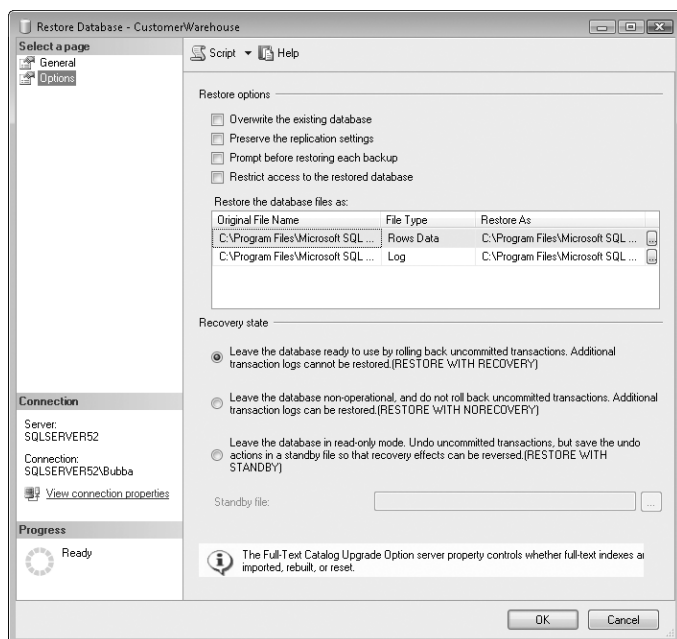 Restore Database - CustomerWarehouse
Select a page
General
Options
Script
Help
Restore options
Overwrite the existing database
Preserve the replication settings
Prompt before restoring each backup
Restrict access to the restored database
Restore the database files as:
Original File Name File Type Restore As
C:\Program Files\Microsoft SQL ... Rows Data C:\Program Files\Microsoft SQL ... ...
C:\Program Files\Microsoft SQL ... Log C:\Program Files\Microsoft SQL ... ...
Recovery state
Leave the database ready to use by rolling back uncommitted transactions. Additional
transaction logs cannot be restored.(RESTORE WITH RECOVERY)
Leave the database non-operational, and do not roll back uncommitted transactions. Additional
transaction logs can be restored.(RESTORE WITH NORECOVERY)
Leave the database in read-only mode. Undo uncommitted transactions, but save the undo
actions in a standby file so that recovery effects can be reversed.(RESTORE WITH
STANDBY)
Standby file:
...
The Full-Text Catalog Upgrade Option server property controls whether full-text indexes a
imported, rebuilt, or reset.
Connection
Server:
SQLSERVER52
Connection:
SQLSERVER52\Bubba
View connection properties
Progress
Ready
OK
Cancel